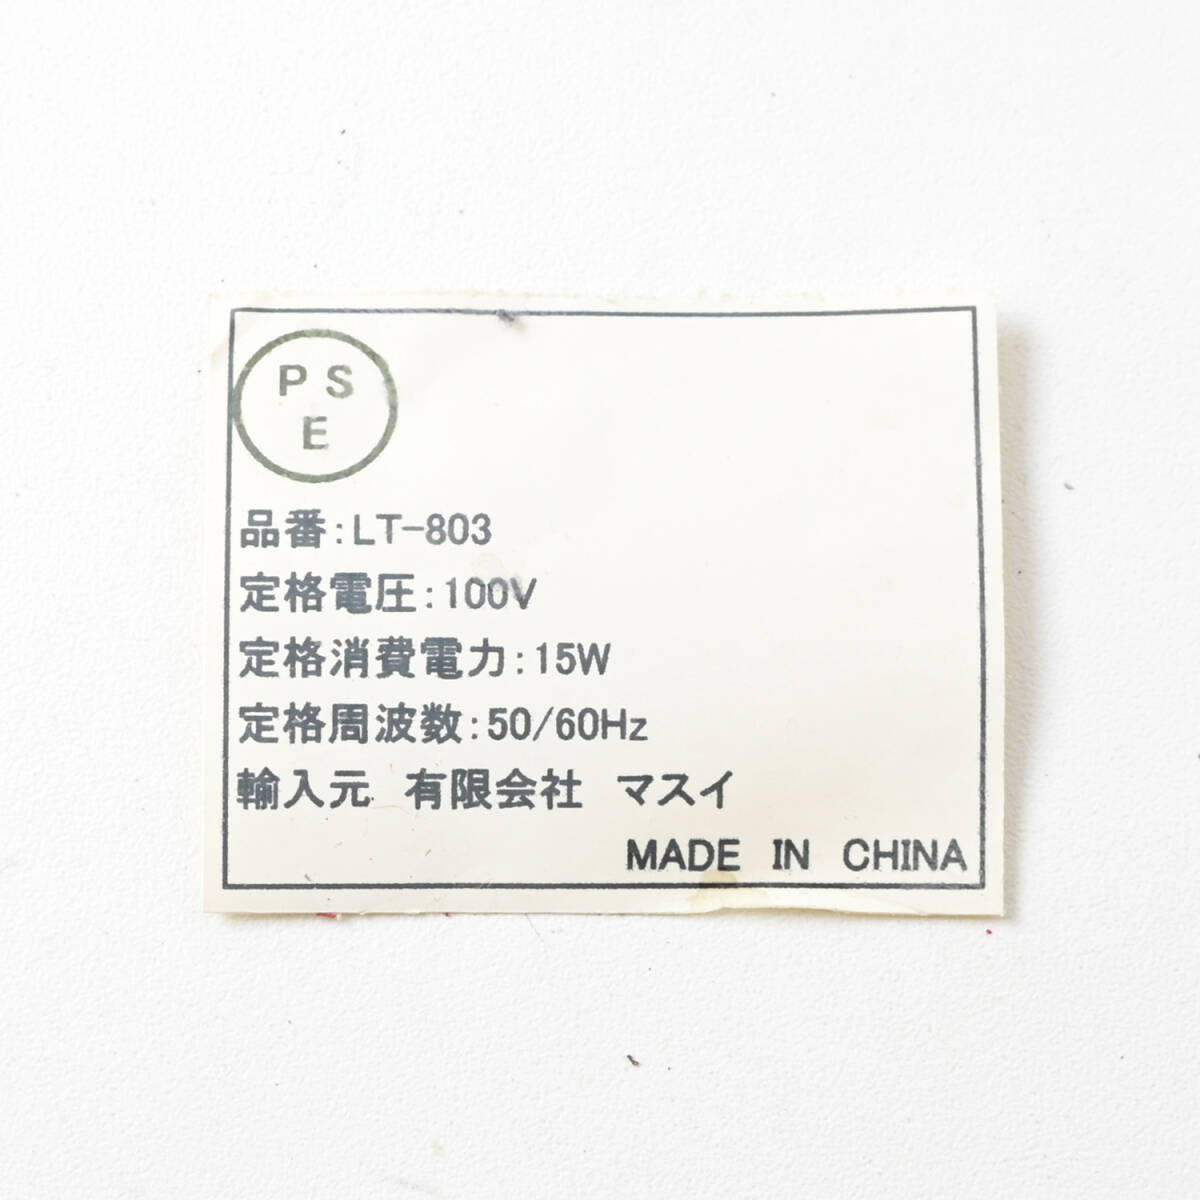 P S
E
品番:LT-803
定格電圧:100V
定格消費電力:15W
定格周波数:50/60Hz
輸入元 有限会社 マスイ
MADE IN CHINA